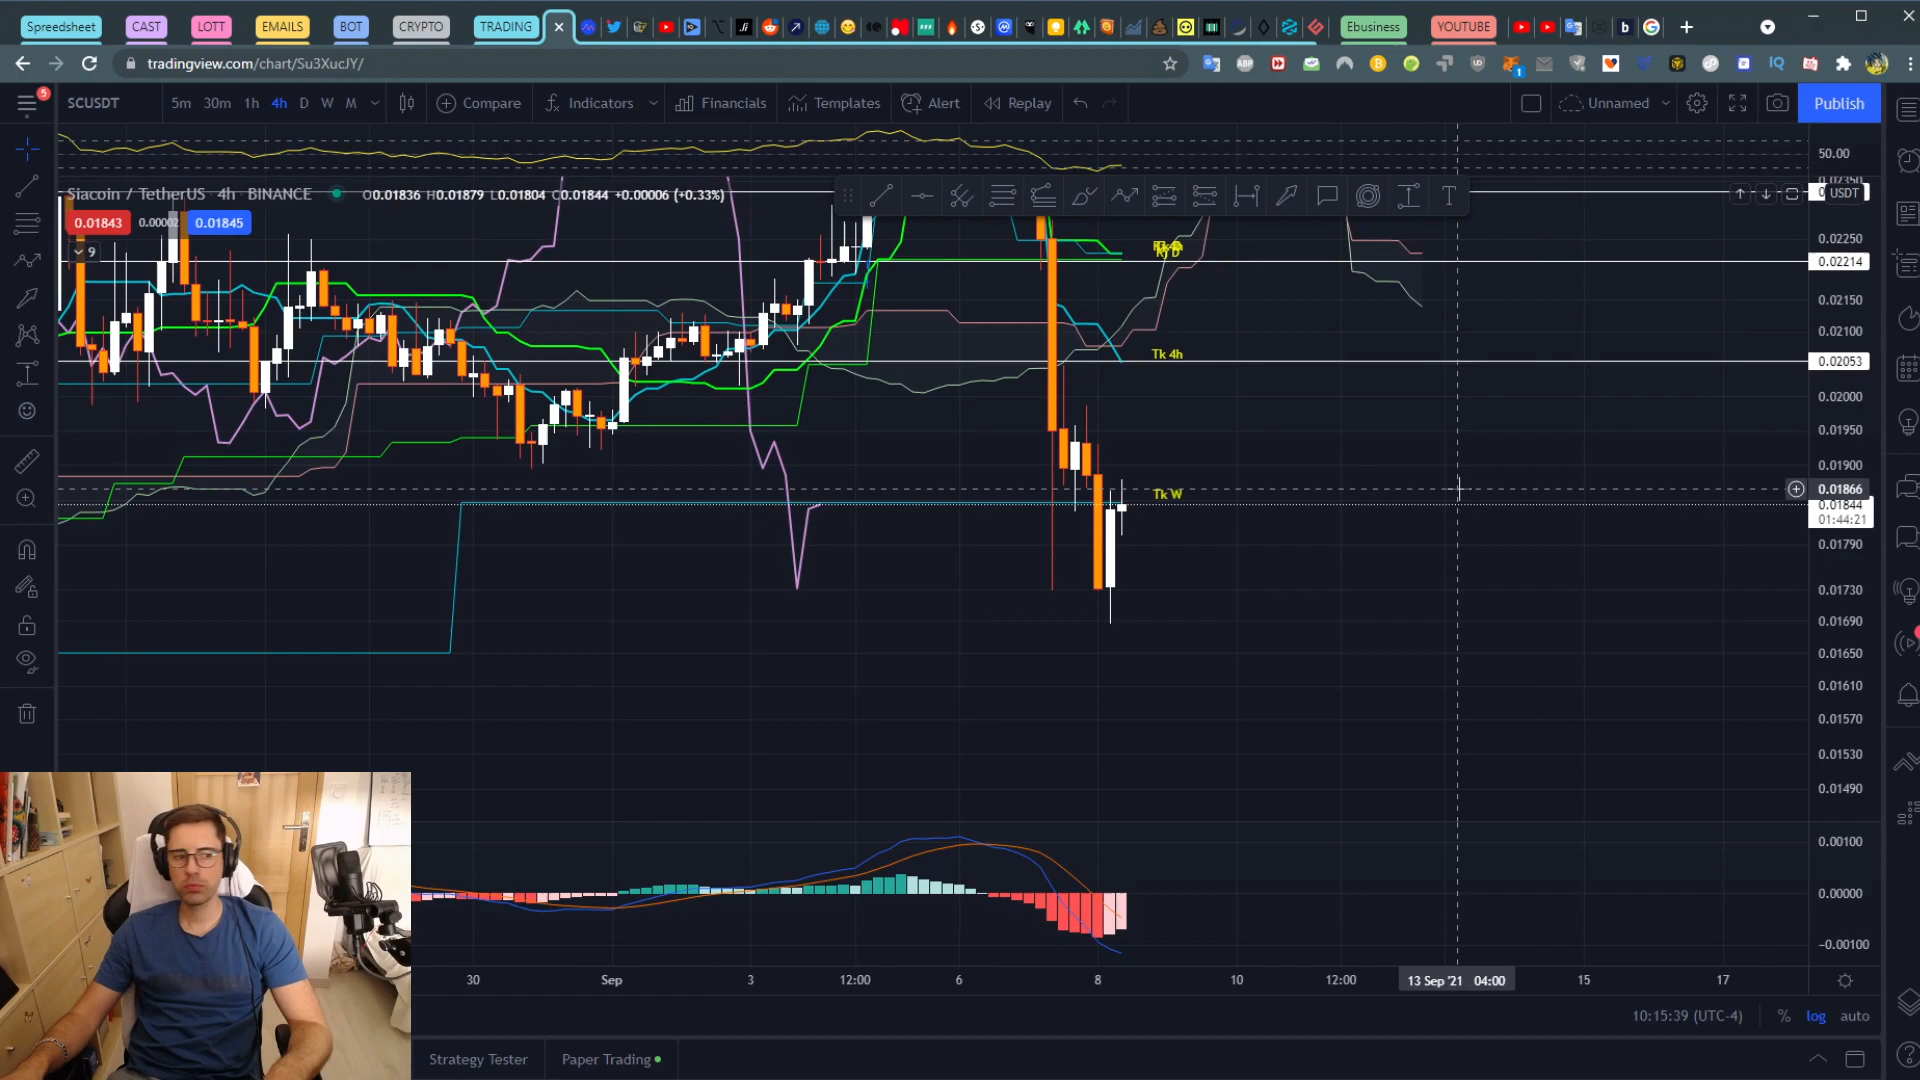 Spreedsheet CAST LOTT EMAILS BOT CRYPTO TRADING Ebusiness YOUTUBE
tradingview.com/chart/Su3XucJY/
SCUSDT 5m 30m 1h 4h D W M Compare Indicators Financials Templates Alert Replay Unnamed Publish
Siacoin / TetherUS 4h BINANCE O0.01836 H0.01879 L0.01804 C0.01844 +0.00006 (+0.33%)
0.01843 0.00002 0.01845
9
50.00
USDT
0.02250
0.02214
0.02150
0.02100
0.02053
0.02000
0.01950
0.01900
0.01866
0.01844
01:44:21
0.01790
0.01730
0.01690
0.01650
0.01610
0.01570
0.01530
0.01490
Kj D
Tk 4h
Tk W
0.00100
0.00000
−0.00100
30 Sep 3 12:00 6 8 10 12:00 13 Sep '21 04:00 15 17
10:15:39 (UTC-4) % log auto
Strategy Tester Paper Trading